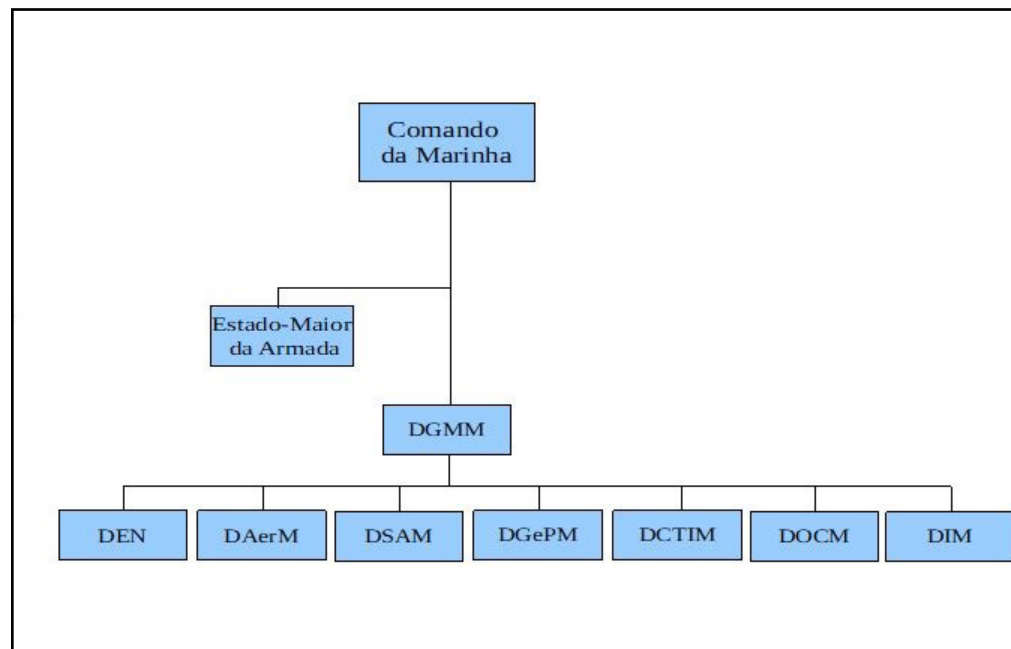 Comando
da Marinha
Estado-Maior
da Armada
DGMM
DEN
DAerM
DSAM
DGePM
DCTIM
DOCM
DIM